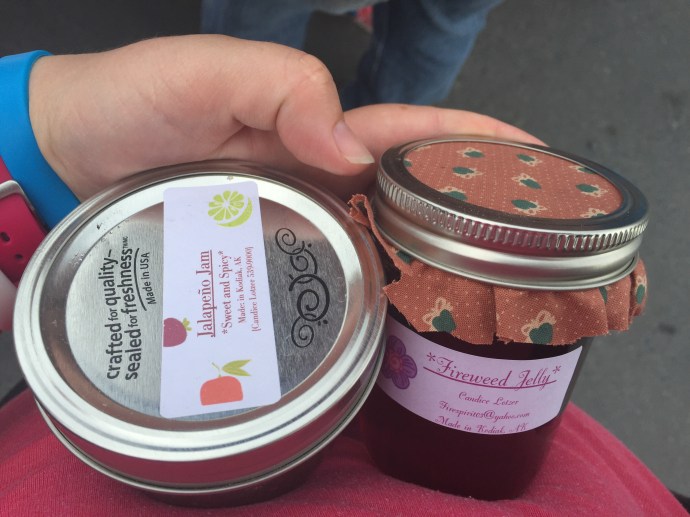 Crafted for quality~
sealed for freshness™
Made in USA
Jalapeño Jam
*Sweet and Spicy*
Made: in Kodiak, AK
*Fireweed Jelly*
Candice Lotzer
Made in Kodiak, AK